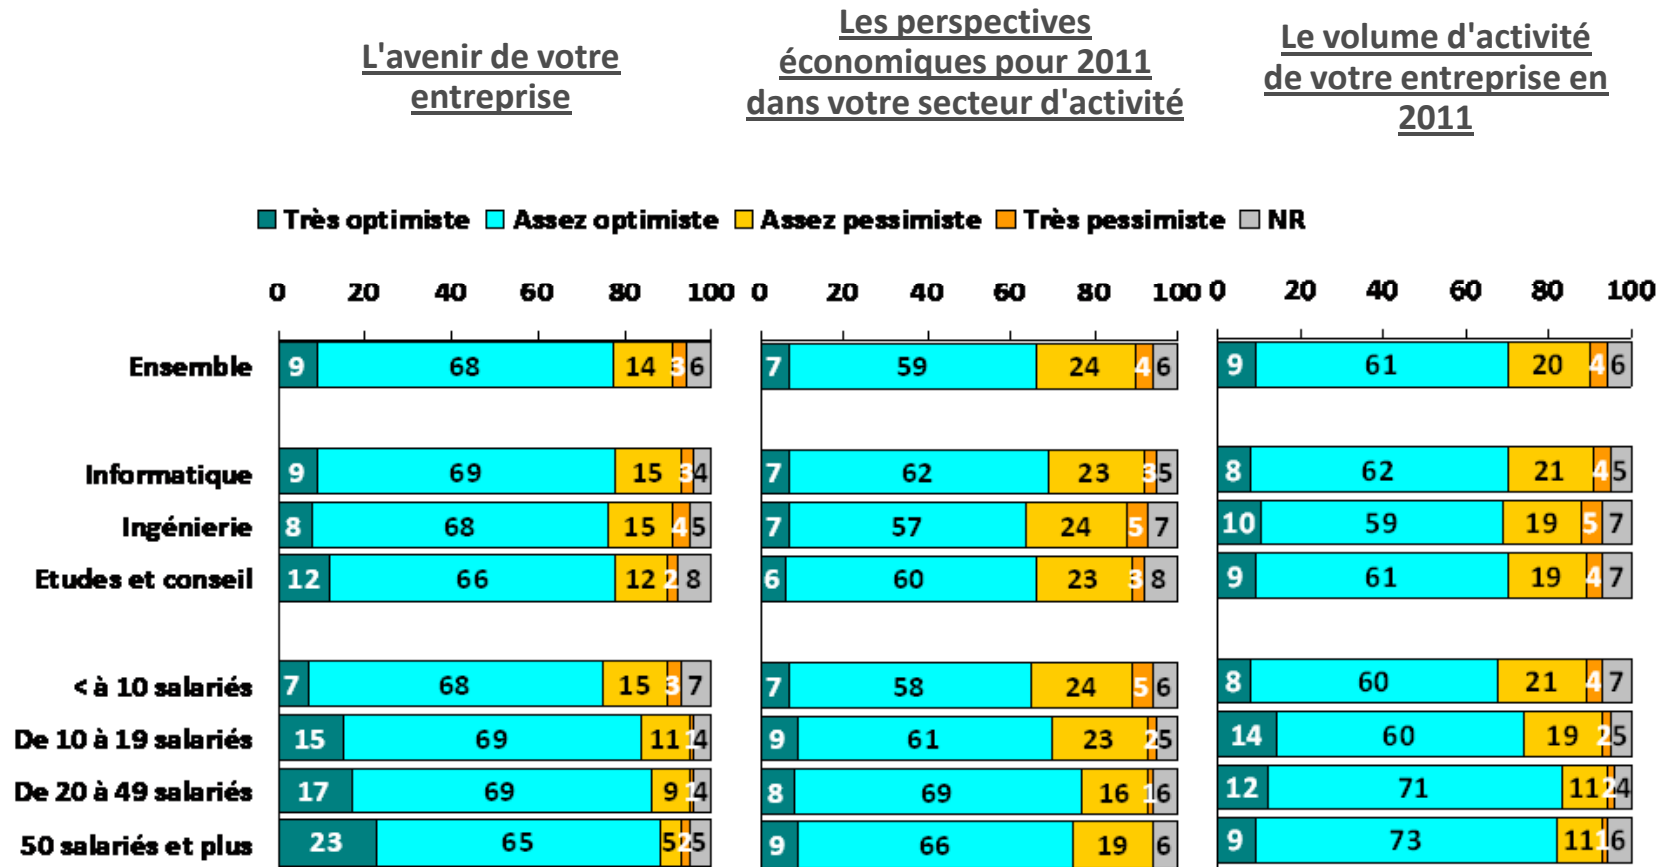 L'avenir de votre
entreprise
Les perspectives
économiques pour 2011
dans votre secteur d'activité
Le volume d'activité
de votre entreprise en
2011
Très optimiste Assez optimiste Assez pessimiste Très pessimiste NR
0 20 40 60 80 100 0 20 40 60 80 100 0 20 40 60 80 100
Ensemble 9 68 14 3 6 7 59 24 4 6 9 61 20 4 6
Informatique 9 69 15 3 4 7 62 23 3 5 8 62 21 4 5
Ingénierie 8 68 15 4 5 7 57 24 5 7 10 59 19 5 7
Etudes et conseil 12 66 12 2 8 6 60 23 3 8 9 61 19 4 7
< à 10 salariés 7 68 15 3 7 7 58 24 5 6 8 60 21 4 7
De 10 à 19 salariés 15 69 11 1 4 9 61 23 2 5 14 60 19 2 5
De 20 à 49 salariés 17 69 9 1 4 8 69 16 1 6 12 71 11 2 4
50 salariés et plus 23 65 5 2 5 9 66 19 6 9 73 11 1 6